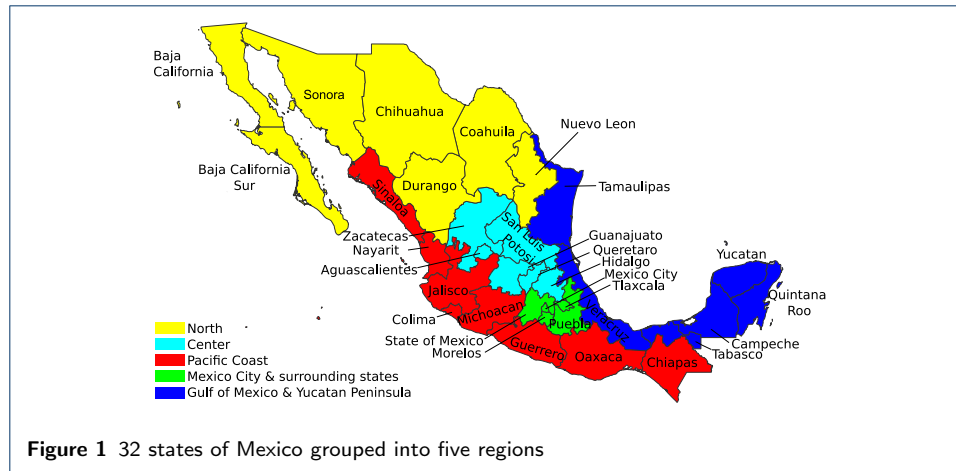 Baja
California
Sonora
Chihuahua
Coahuila
Nuevo Leon
Baja California
Sur
Sinaloa
Durango
Tamaulipas
Zacatecas
San Luis
Potosis
Nayarit
Aguascalientes
Guanajuato
Queretaro
Hidalgo
Mexico City
Tlaxcala
Yucatan
Quintana
Roo
Jalisco
Colima
Michoacan
State of Mexico
Morelos
Puebla
Veracruz
Guerrero
Oaxaca
Chiapas
Campeche
Tabasco
North
Center
Pacific Coast
Mexico City & surrounding states
Gulf of Mexico & Yucatan Peninsula
Figure 1 32 states of Mexico grouped into five regions